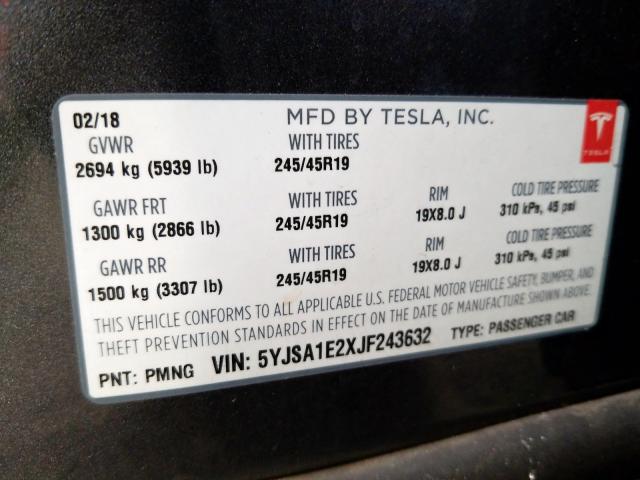 02/18 MFD BY TESLA, INC.
GVWR WITH TIRES
2694 kg (5939 lb) 245/45R19
TESLA
GAWR FRT WITH TIRES RIM COLD TIRE PRESSURE
1300 kg (2866 lb) 245/45R19 19X8.0 J 310 kPa, 45 psi
GAWR RR WITH TIRES RIM COLD TIRE PRESSURE
1500 kg (3307 lb) 245/45R19 19X8.0 J 310 kPa, 45 psi
THIS VEHICLE CONFORMS TO ALL APPLICABLE U.S. FEDERAL MOTOR VEHICLE SAFETY, BUMPER, AND
THEFT PREVENTION STANDARDS IN EFFECT ON THE DATE OF MANUFACTURE SHOWN ABOVE.
PNT: PMNG VIN: 5YJSA1E2XJF243632 TYPE: PASSENGER CAR